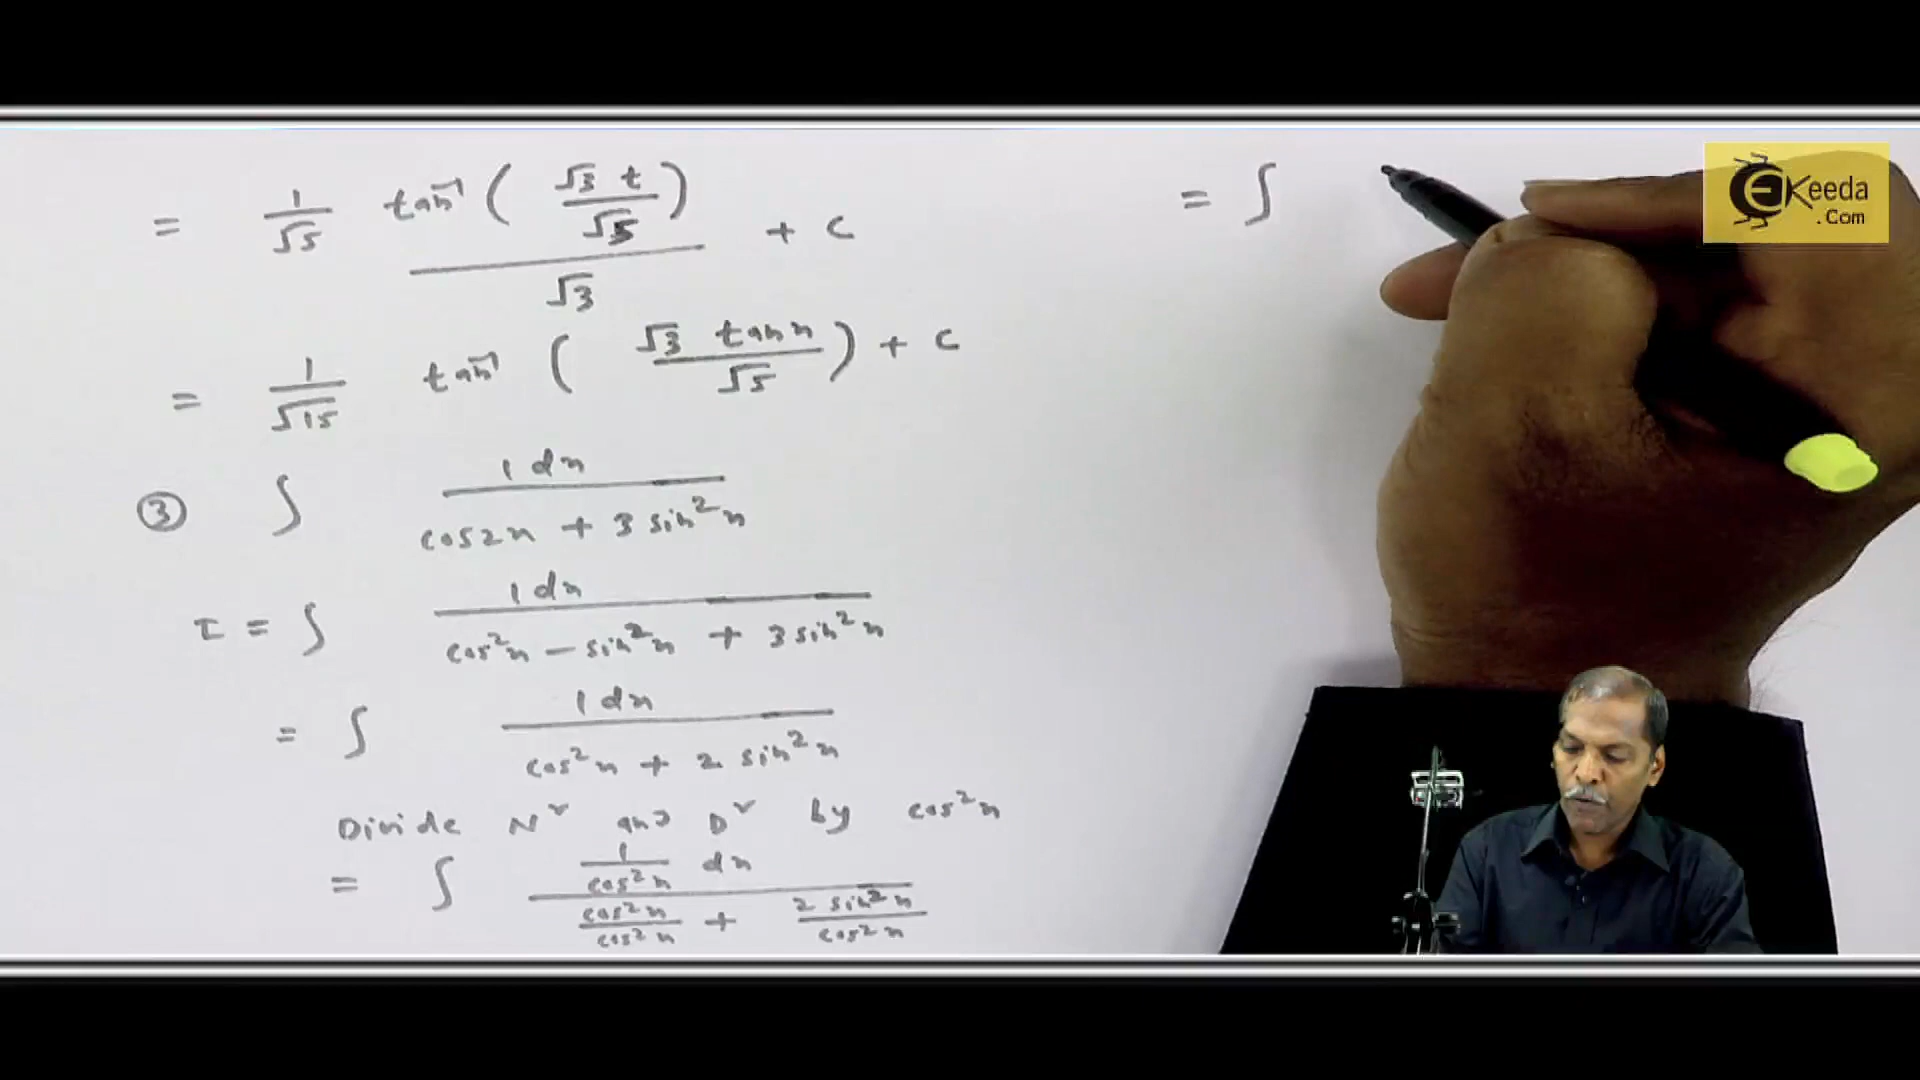 = 1/√5 tan⁻¹ ( √3 t / √5 ) / √3 + c
= 1/√15 tan⁻¹ ( √3 tan x / √5 ) + c
③ ∫ 1 dx / cos2x + 3 sin²x
I = ∫ 1 dx / cos²x − sin²x + 3 sin²x
= ∫ 1 dx / cos²x + 2 sin²x
Divide Nʳ and Dʳ by cos²x
= ∫ 1/cos²x dx / cos²x/cos²x + 2 sin²x/cos²x
= ∫
EKeeda
.Com